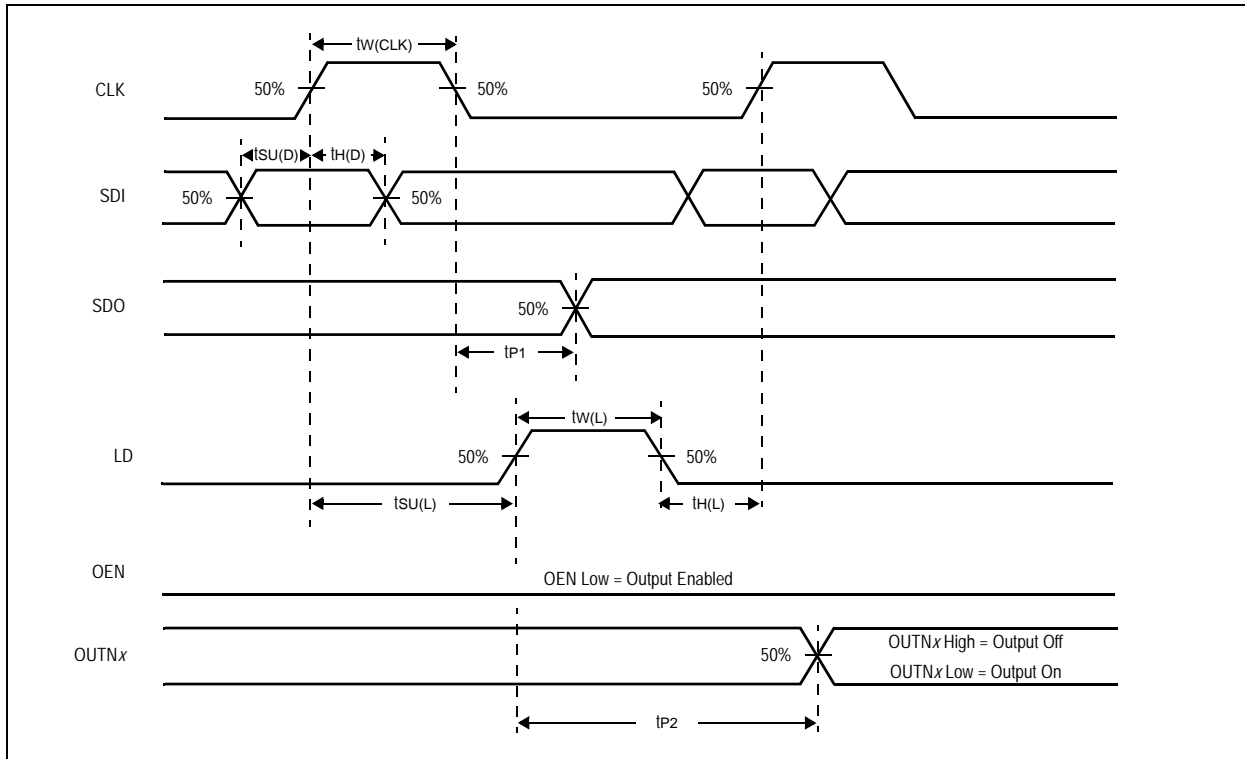 tW(CLK)
CLK
50%
50%
50%
tSU(D)
tH(D)
SDI
50%
50%
SDO
50%
tP1
tW(L)
LD
50%
50%
tSU(L)
tH(L)
OEN
OEN Low = Output Enabled
OUTNx
50%
OUTNx High = Output Off
OUTNx Low = Output On
tP2